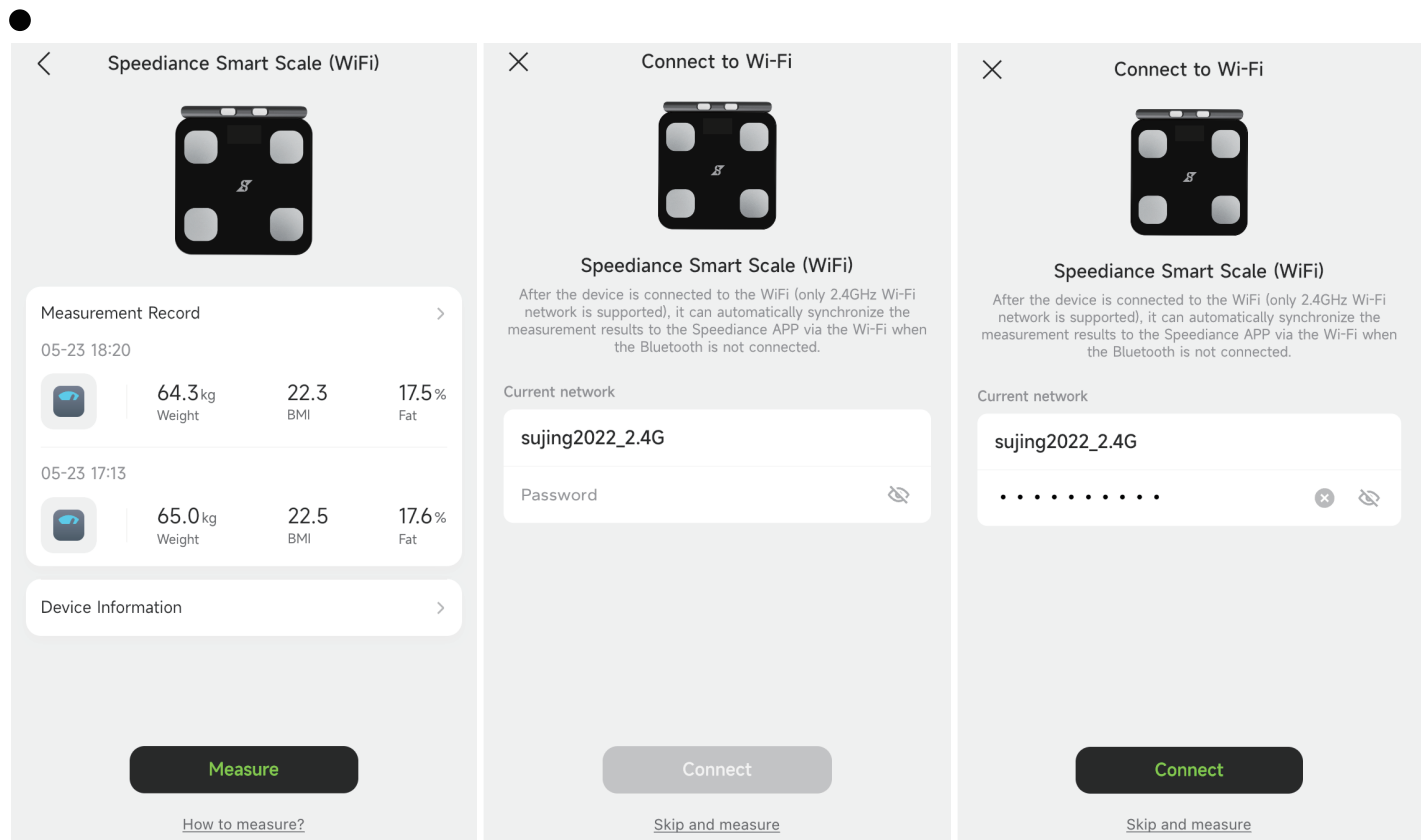 Speediance Smart Scale (WiFi)
Measurement Record
05-23 18:20
64.3kg 22.3 17.5%
Weight BMI Fat
05-23 17:13
65.0kg 22.5 17.6%
Weight BMI Fat
Device Information
Measure
How to measure?
Connect to Wi-Fi
Speediance Smart Scale (WiFi)
After the device is connected to the WiFi (only 2.4GHz Wi-Fi
network is supported), it can automatically synchronize the
measurement results to the Speediance APP via the Wi-Fi when
the Bluetooth is not connected.
Current network
sujing2022_2.4G
Password
Connect
Skip and measure
Connect to Wi-Fi
Speediance Smart Scale (WiFi)
After the device is connected to the WiFi (only 2.4GHz Wi-Fi
network is supported), it can automatically synchronize the
measurement results to the Speediance APP via the Wi-Fi when
the Bluetooth is not connected.
Current network
sujing2022_2.4G
• • • • • • • • • •
Connect
Skip and measure